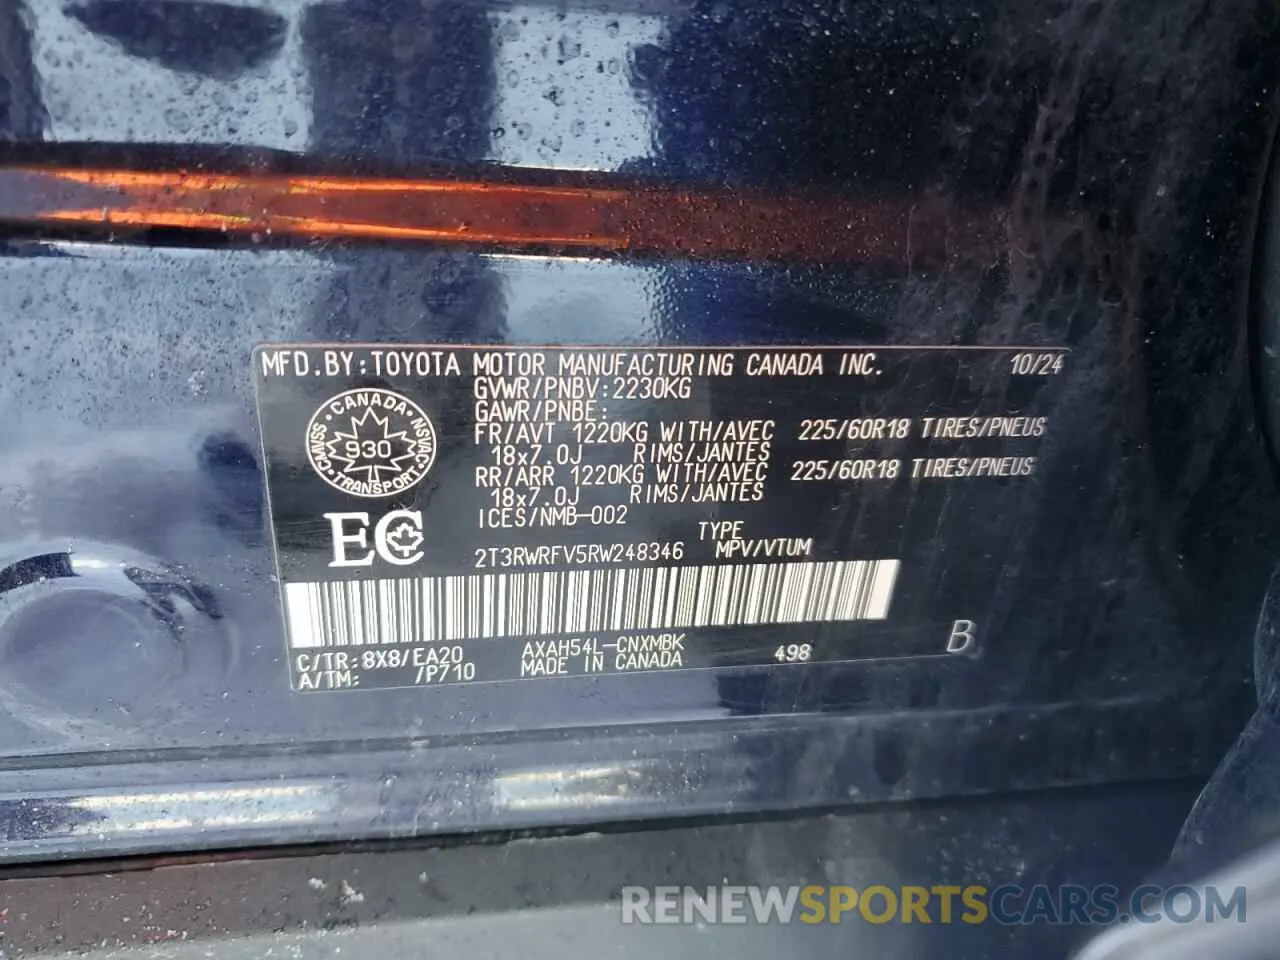 MFD.BY:TOYOTA MOTOR MANUFACTURING CANADA INC. 10/24
GVWR/PNBV:2230KG
GAWR/PNBE:
FR/AVT 1220KG WITH/AVEC 225/60R18 TIRES/PNEUS
18x7.0J RIMS/JANTES
RR/ARR 1220KG WITH/AVEC 225/60R18 TIRES/PNEUS
18x7.0J RIMS/JANTES
ICES/NMB-002
CANADA
CMVSS
NSVAC
930
TRANSPORT
EC
TYPE
2T3RWRFV5RW248346 MPV/VTUM
C/TR:8X8/EA20 AXAH54L-CNXMBK 498 B
A/TM: /P710 MADE IN CANADA
RENEWSPORTSCARS.COM